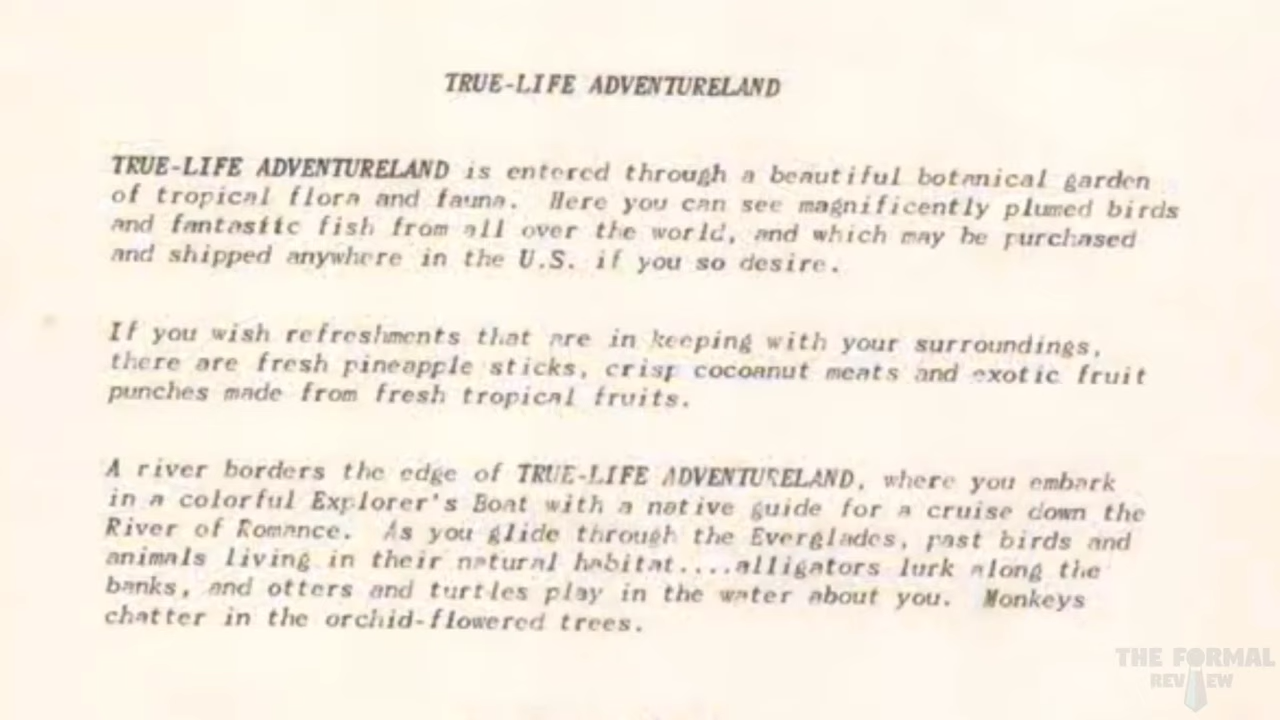 TRUE-LIFE ADVENTURELAND
TRUE-LIFE ADVENTURELAND is entered through a beautiful botanical garden
of tropical flora and fauna. Here you can see magnificently plumed birds
and fantastic fish from all over the world, and which may be purchased
and shipped anywhere in the U.S. if you so desire.
If you wish refreshments that are in keeping with your surroundings,
there are fresh pineapple sticks, crisp cocoanut meats and exotic fruit
punches made from fresh tropical fruits.
A river borders the edge of TRUE-LIFE ADVENTURELAND, where you embark
in a colorful Explorer's Boat with a native guide for a cruise down the
River of Romance. As you glide through the Everglades, past birds and
animals living in their natural habitat....alligators lurk along the
banks, and otters and turtles play in the water about you. Monkeys
chatter in the orchid-flowered trees.
THE FORMAL
REVIEW